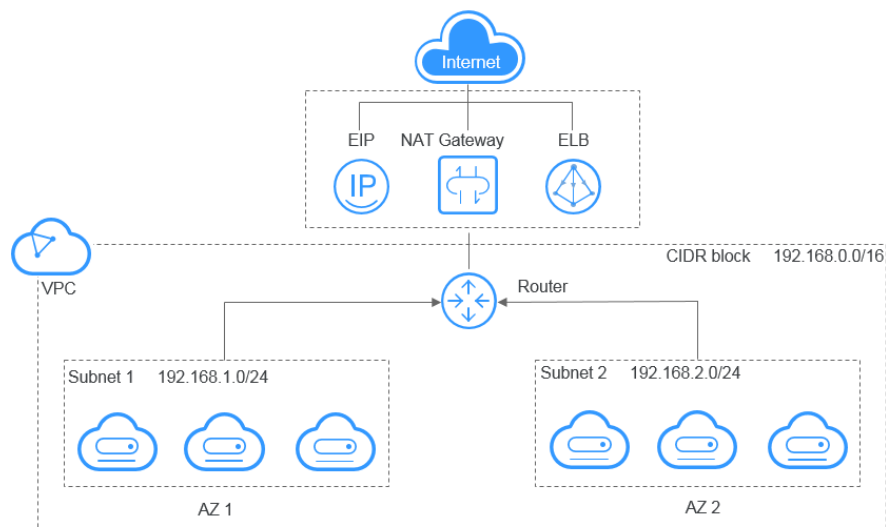 Internet
EIP NAT Gateway ELB
IP
CIDR block 192.168.0.0/16
VPC
Router
Subnet 1 192.168.1.0/24
Subnet 2 192.168.2.0/24
AZ 1
AZ 2